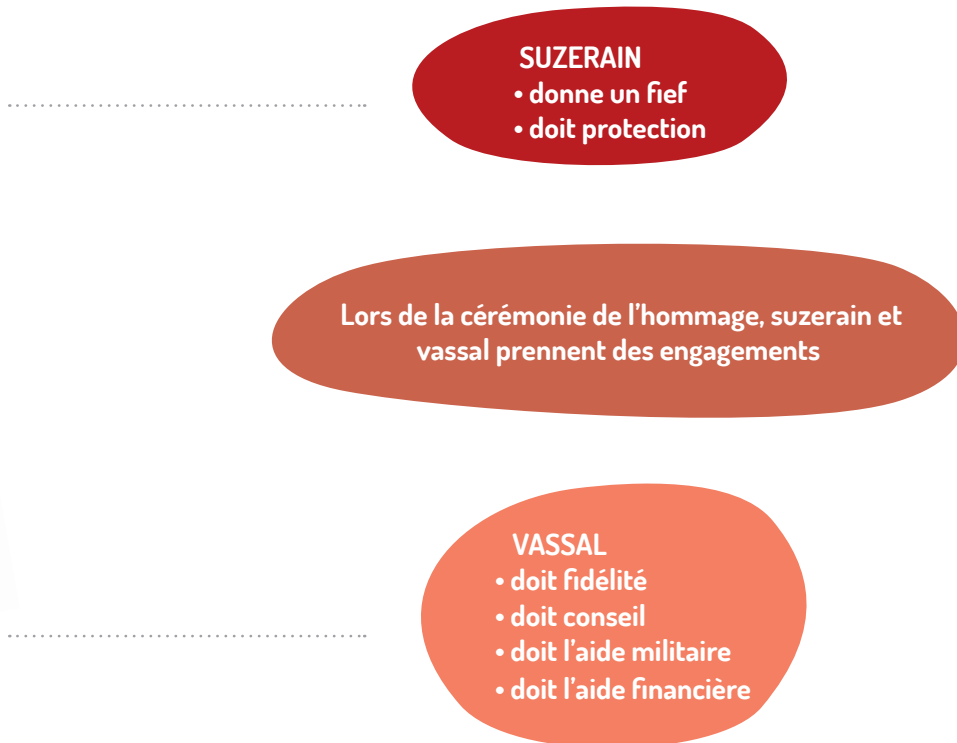 SUZERAIN
• donne un fief
• doit protection
Lors de la cérémonie de l’hommage, suzerain et
vassal prennent des engagements
VASSAL
• doit fidélité
• doit conseil
• doit l’aide militaire
• doit l’aide financière